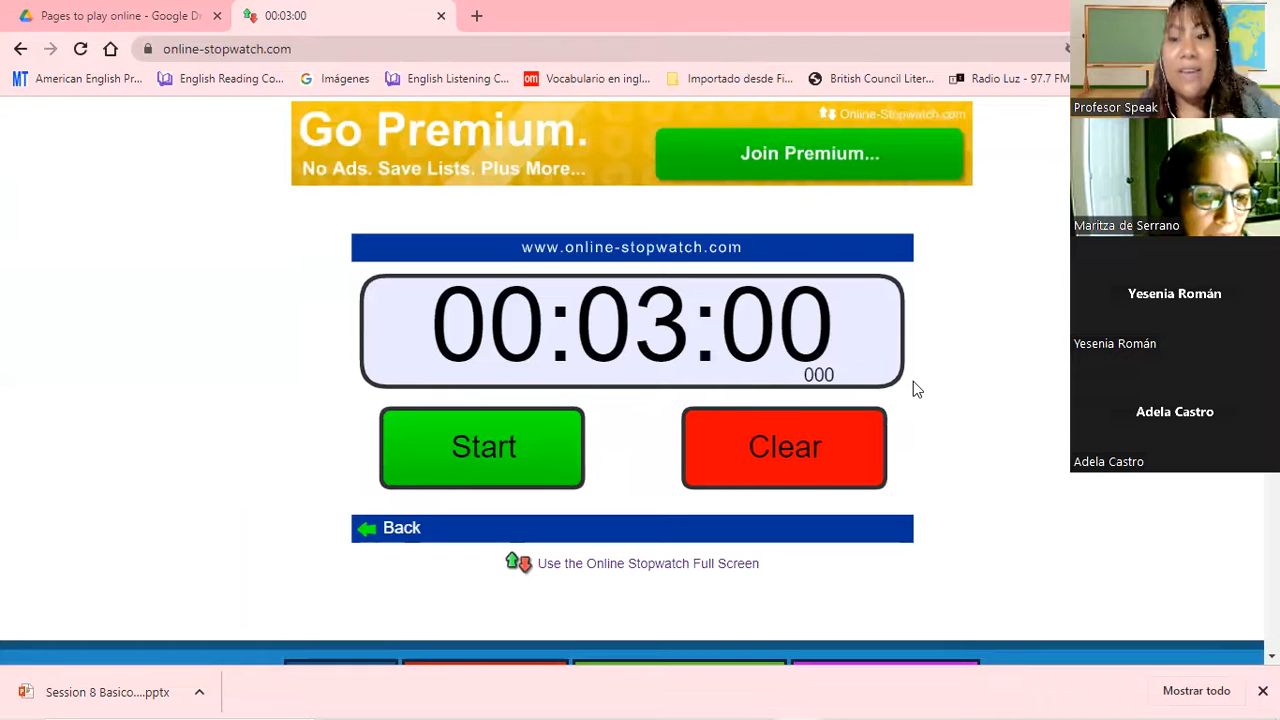 Pages to play online - Google Dr
00:03:00
online-stopwatch.com
American English Pr...
English Reading Co...
Imágenes
English Listening C...
Vocabulario en ingl...
Importado desde Fi...
British Council Liter...
Radio Luz - 97.7 FM
Go Premium.
No Ads. Save Lists. Plus More...
Online-Stopwatch.com
Join Premium...
www.online-stopwatch.com
00:03:00
000
Start
Clear
Back
Use the Online Stopwatch Full Screen
Profesor Speak
Maritza de Serrano
Yesenia Román
Yesenia Román
Adela Castro
Adela Castro
Session 8 Basico....pptx
Mostrar todo